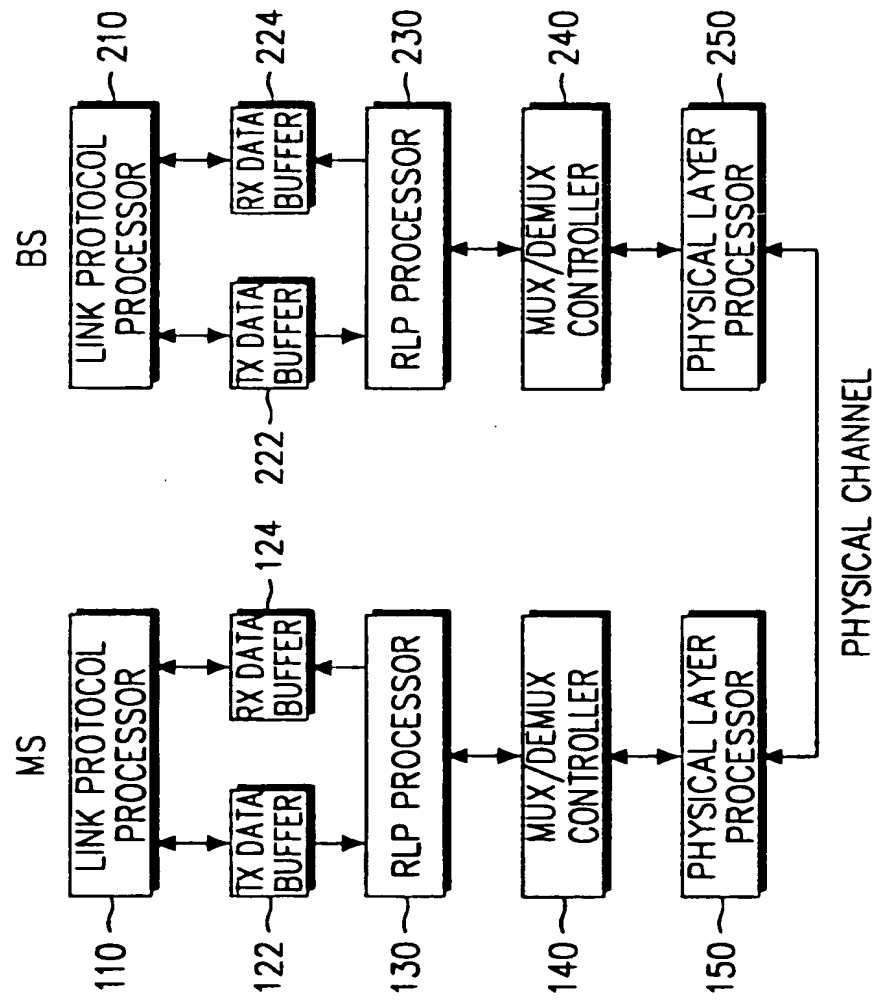 MS
110
LINK PROTOCOL
PROCESSOR
122
TX DATA
BUFFER
RX DATA
BUFFER
124
130
RLP PROCESSOR
140
MUX/DEMUX
CONTROLLER
150
PHYSICAL LAYER
PROCESSOR
BS
LINK PROTOCOL
PROCESSOR
210
222
TX DATA
BUFFER
RX DATA
BUFFER
224
RLP PROCESSOR
230
MUX/DEMUX
CONTROLLER
240
PHYSICAL LAYER
PROCESSOR
250
PHYSICAL CHANNEL